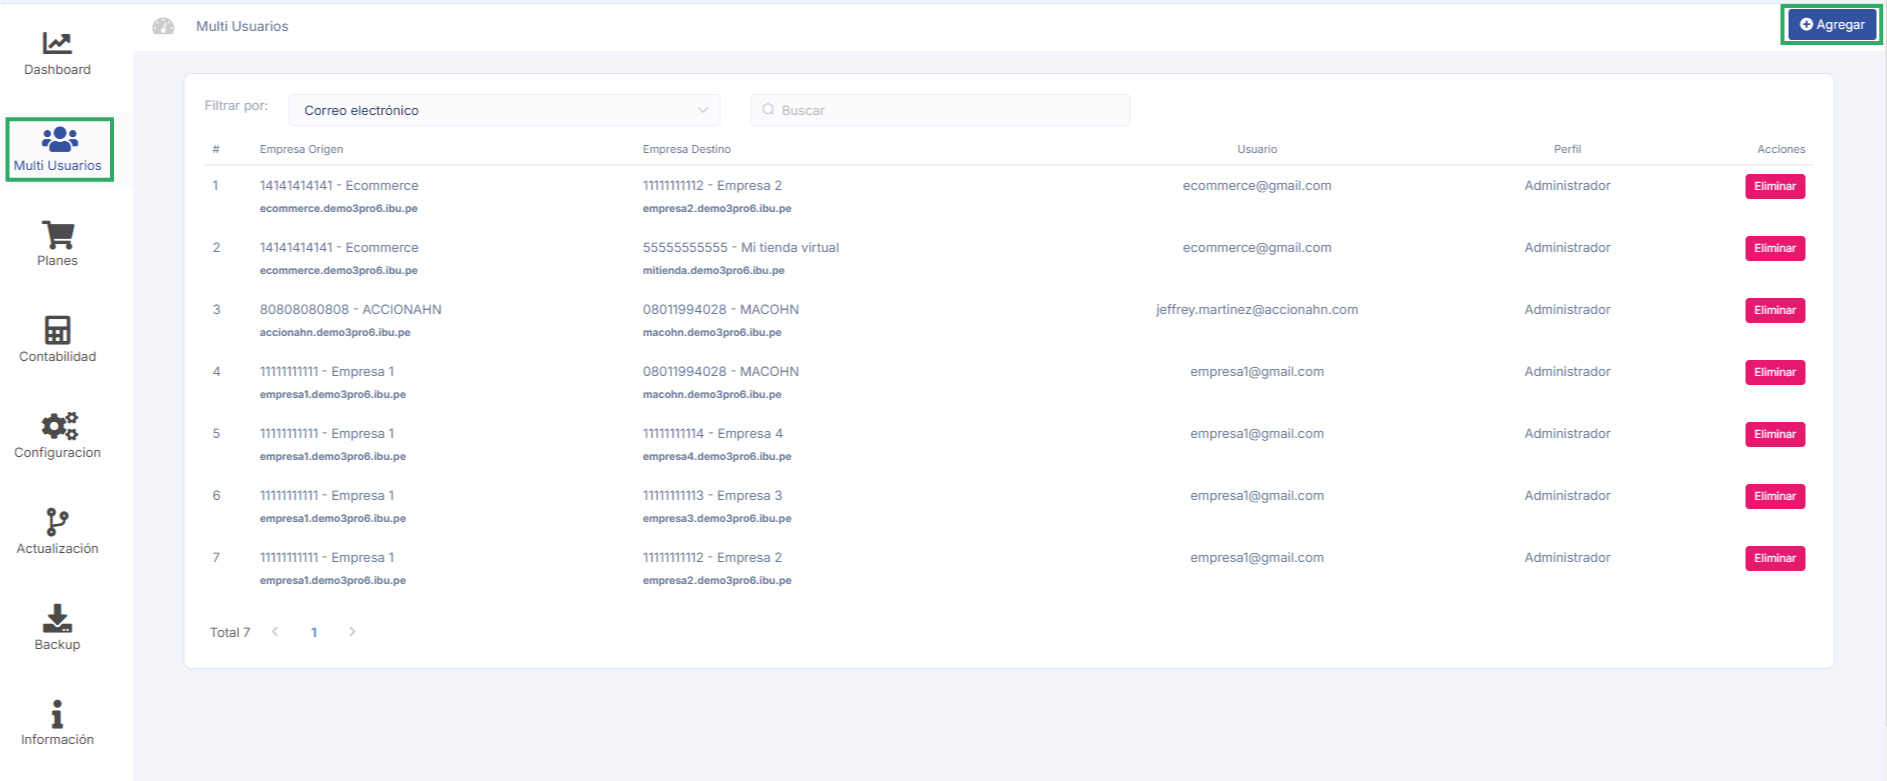 Multi Usuarios
Agregar
Dashboard
Multi Usuarios
Planes
Contabilidad
Configuracion
Actualización
Backup
Información
Filtrar por: Correo electrónico Buscar
# Empresa Origen Empresa Destino Usuario Perfil Acciones
1 14141414141 - Ecommerce 11111111112 - Empresa 2 ecommerce@gmail.com Administrador Eliminar
ecommerce.demo3pro6.ibu.pe empresa2.demo3pro6.ibu.pe
2 14141414141 - Ecommerce 55555555555 - Mi tienda virtual ecommerce@gmail.com Administrador Eliminar
ecommerce.demo3pro6.ibu.pe mitienda.demo3pro6.ibu.pe
3 80808080808 - ACCIONAHN 08011994028 - MACOHN jeffrey.martinez@accionahn.com Administrador Eliminar
accionahn.demo3pro6.ibu.pe macohn.demo3pro6.ibu.pe
4 11111111111 - Empresa 1 08011994028 - MACOHN empresa1@gmail.com Administrador Eliminar
empresa1.demo3pro6.ibu.pe macohn.demo3pro6.ibu.pe
5 11111111111 - Empresa 1 11111111114 - Empresa 4 empresa1@gmail.com Administrador Eliminar
empresa1.demo3pro6.ibu.pe empresa4.demo3pro6.ibu.pe
6 11111111111 - Empresa 1 11111111113 - Empresa 3 empresa1@gmail.com Administrador Eliminar
empresa1.demo3pro6.ibu.pe empresa3.demo3pro6.ibu.pe
7 11111111111 - Empresa 1 11111111112 - Empresa 2 empresa1@gmail.com Administrador Eliminar
empresa1.demo3pro6.ibu.pe empresa2.demo3pro6.ibu.pe
Total 7 < 1 >